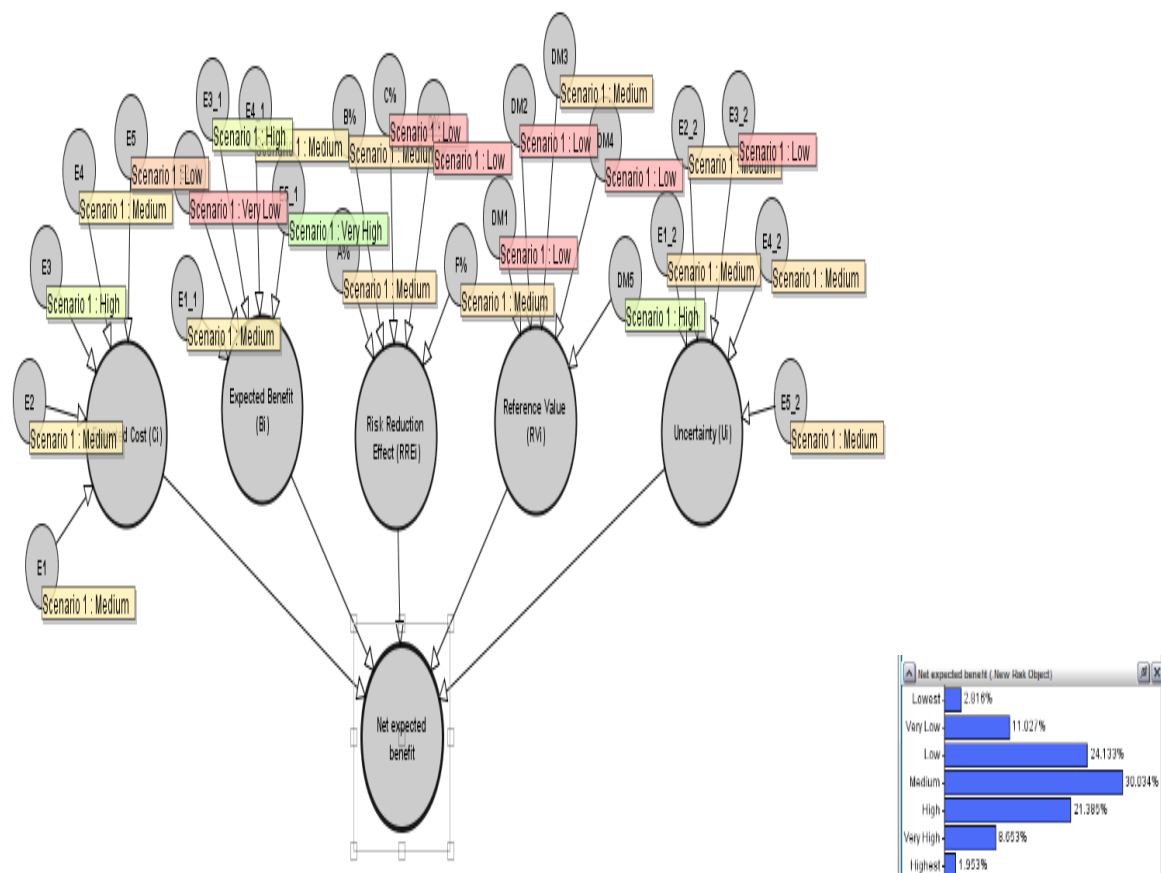 DM3
Scenario 1 : Medium
E3_1
E4_1
B%
C%
DM2
E2_2
E3_2
Scenario 1 : High
Scenario 1 : Medium
Scenario 1 : Medium
Scenario 1 : Low
Scenario 1 : Low
Scenario 1 : Low
DM4
Scenario 1 : Low
Scenario 1 : Medium
Scenario 1 : Low
E4
E5
Scenario 1 : Low
Scenario 1 : Medium
Scenario 1 : Very Low
E5_1
Scenario 1 : Very High
A%
DM1
Scenario 1 : Low
E1_2
Scenario 1 : Medium
E4_2
Scenario 1 : Medium
E3
Scenario 1 : High
E1_1
Scenario 1 : Medium
Scenario 1 : Medium
F%
Scenario 1 : Medium
DM5
Scenario 1 : High
E2
Scenario 1 : Medium
Cost (Ci)
Expected Benefit
(Bi)
Risk Reduction
Effect (RREi)
Reference Value
(RVi)
Uncertainty (Ui)
E5_2
Scenario 1 : Medium
E1
Scenario 1 : Medium
Net expected
benefit
Net expected benefit (.New Risk Object)
Lowest 2.816%
Very Low 11.027%
Low 24.133%
Medium 30.034%
High 21.385%
Very High 8.653%
Highest 1.953%